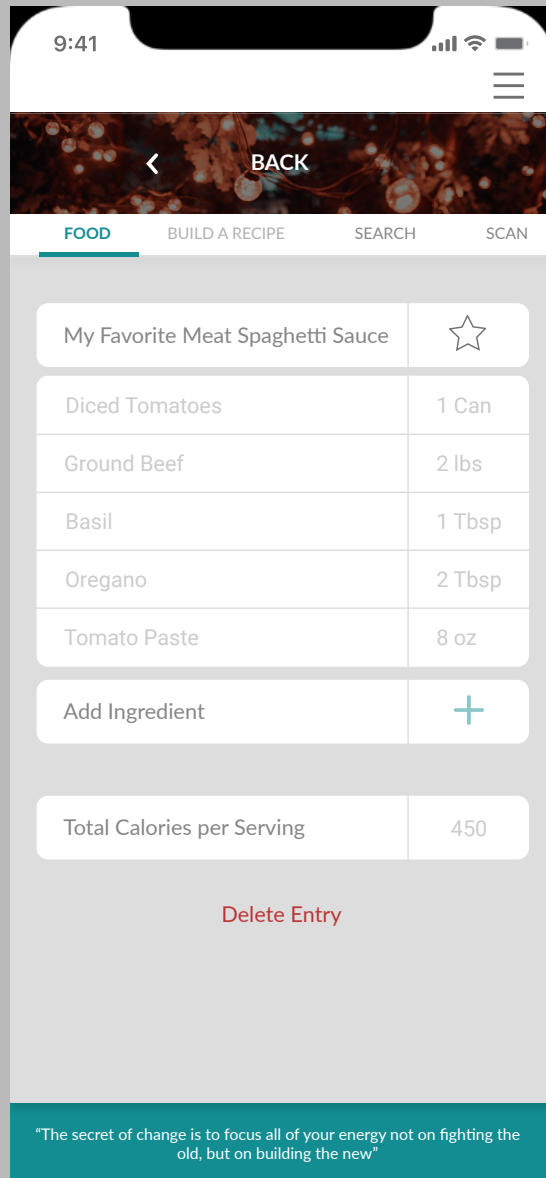 9:41
BACK
FOOD BUILD A RECIPE SEARCH SCAN
My Favorite Meat Spaghetti Sauce
Diced Tomatoes 1 Can
Ground Beef 2 lbs
Basil 1 Tbsp
Oregano 2 Tbsp
Tomato Paste 8 oz
Add Ingredient +
Total Calories per Serving 450
Delete Entry
“The secret of change is to focus all of your energy not on fighting the
old, but on building the new”